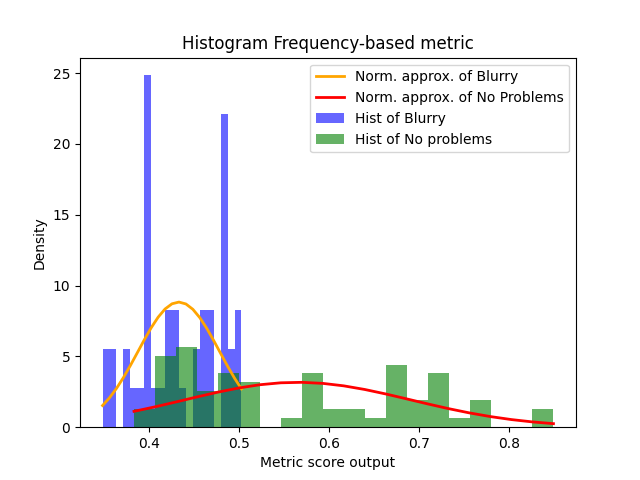 Histogram Frequency-based metric
Norm. approx. of Blurry
Norm. approx. of No Problems
Hist of Blurry
Hist of No problems
Density
25
20
15
10
5
0
0.4 0.5 0.6 0.7 0.8
Metric score output